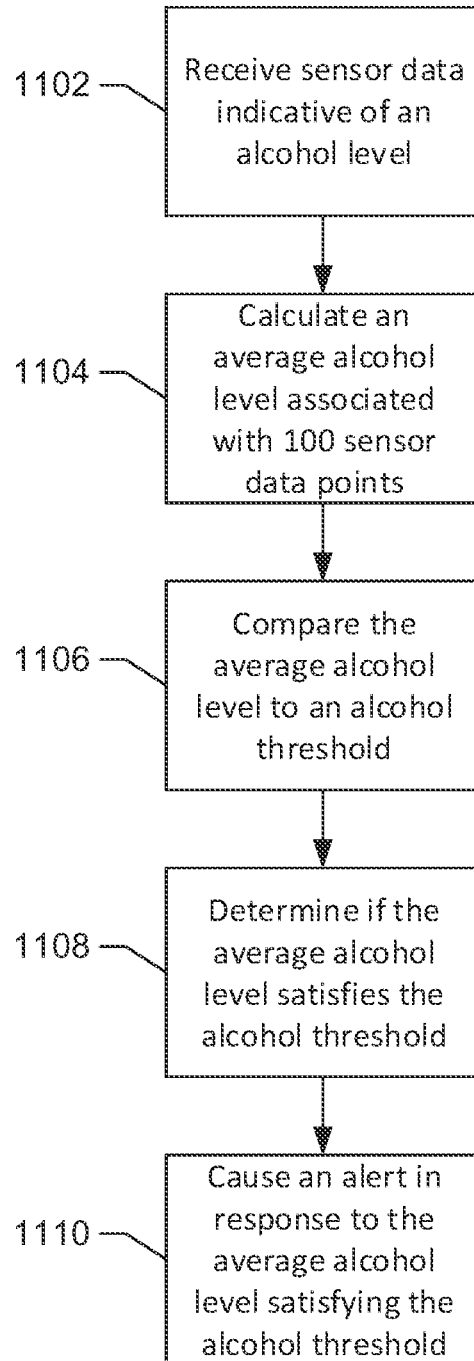 1102
Receive sensor data
indicative of an
alcohol level
1104
Calculate an
average alcohol
level associated
with 100 sensor
data points
1106
Compare the
average alcohol
level to an alcohol
threshold
1108
Determine if the
average alcohol
level satisfies the
alcohol threshold
1110
Cause an alert in
response to the
average alcohol
level satisfying the
alcohol threshold